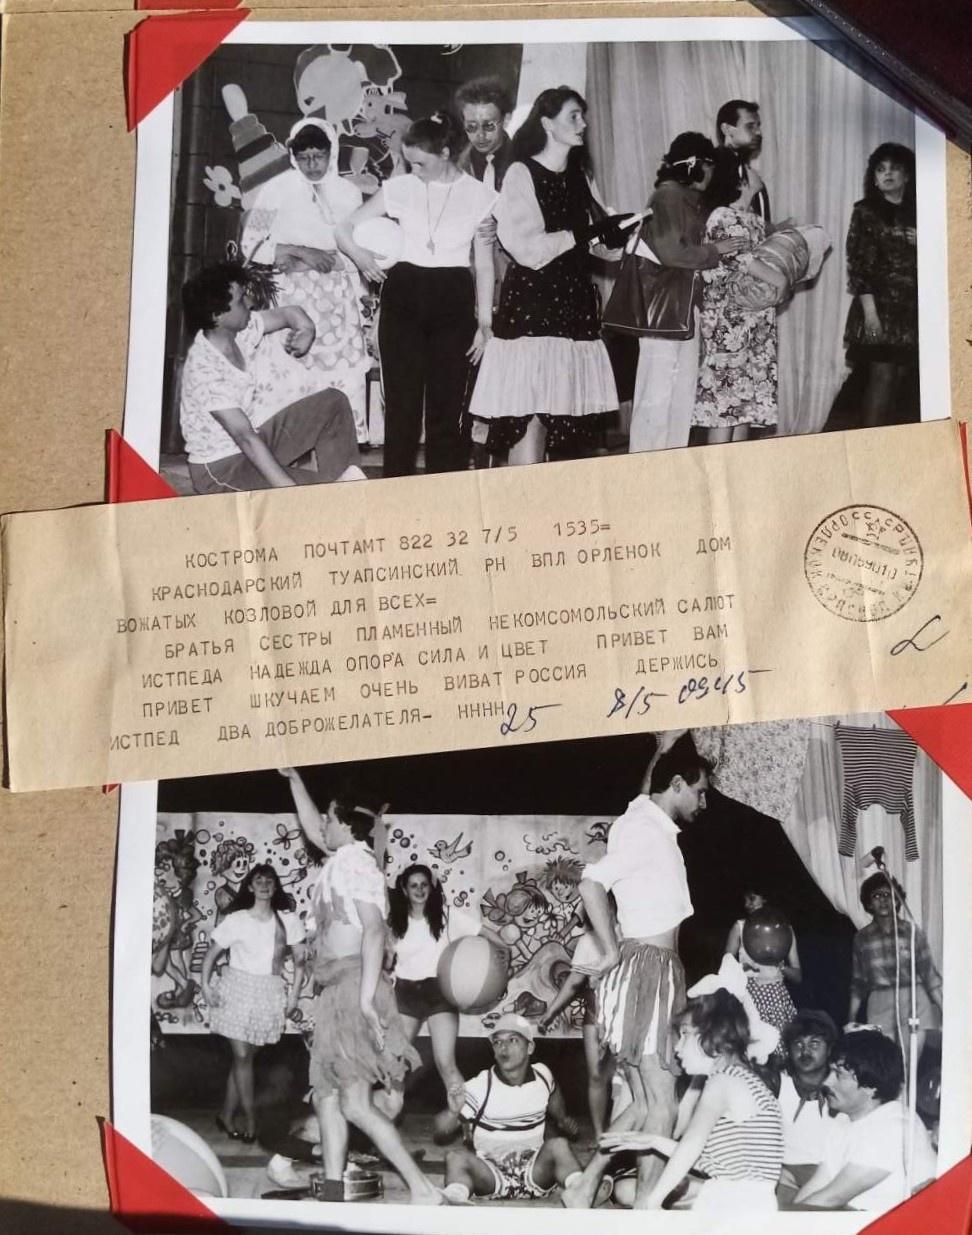 КОСТРОМА ПОЧТАМТ 822 32 7/5 1535=
КРАСНОДАРСКИЙ ТУАПСИНСКИЙ РН ВПЛ ОРЛЕНОК ДОМ
ВОЖАТЫХ КОЗЛОВОЙ ДЛЯ ВСЕХ=
БРАТЬЯ СЕСТРЫ ПЛАМЕННЫЙ НЕКОМСОМОЛЬСКИЙ САЛЮТ
ИСТПЕДА НАДЕЖДА ОПОРА СИЛА И ЦВЕТ ПРИВЕТ ВАМ
ПРИВЕТ ШКУЧАЕМ ОЧЕНЬ ВИВАТ РОССИЯ ДЕРЖИСЬ
ИСТПЕД ДВА ДОБРОЖЕЛАТЕЛЯ- НННН
25 8/5 0945